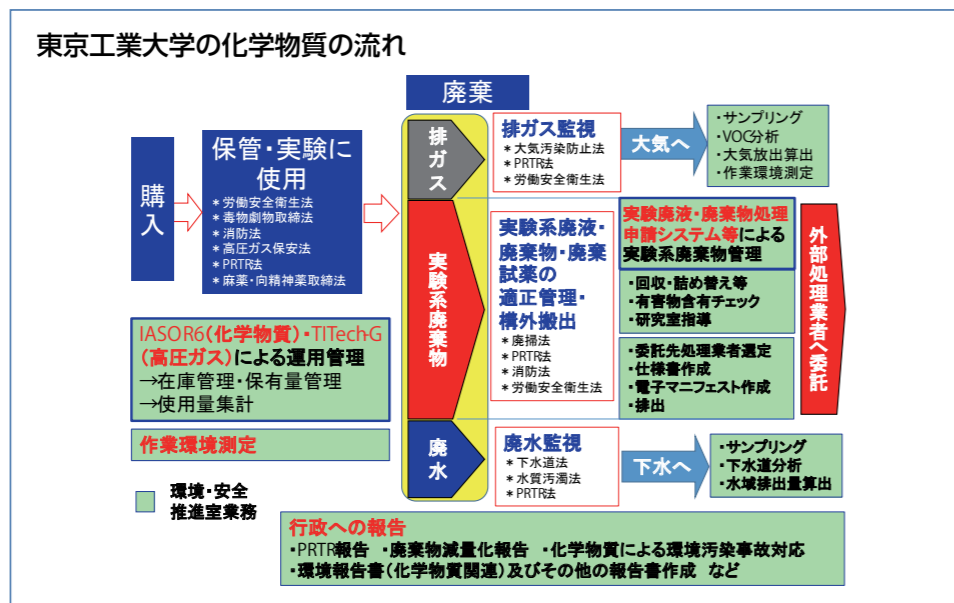 東京工業大学の化学物質の流れ
廃棄
購入
保管・実験に
使用
＊労働安全衛生法
＊毒物劇物取締法
＊消防法
＊高圧ガス保安法
＊PRTR法
＊麻薬・向精神薬取締法
IASOR6(化学物質)・TITech-G
(高圧ガス)による運用管理
→在庫管理・保有量管理
→使用量集計
作業環境測定
環境・安全
推進室業務
排ガス
排ガス監視
＊大気汚染防止法
＊PRTR法
＊労働安全衛生法
大気へ
・サンプリング
・VOC分析
・大気放出算出
・作業環境測定
実験系廃棄物
実験系廃液・
廃棄物・廃棄
試薬の
適正管理・
構外搬出
＊廃掃法
＊PRTR法
＊消防法
＊労働安全衛生法
実験廃液・廃棄物処理
申請システム等による
実験系廃棄物管理
・回収・詰め替え等
・有害物含有チェック
・研究室指導
・委託先処理業者選定
・仕様書作成
・電子マニフェスト作成
・排出
外部処理業者へ委託
廃水
廃水監視
＊下水道法
＊水質汚濁法
＊PRTR法
下水へ
・サンプリング
・下水道分析
・水域排出量算出
行政への報告
・PRTR報告 ・廃棄物減量化報告 ・化学物質による環境汚染事故対応
・環境報告書(化学物質関連)及びその他の報告書作成 など